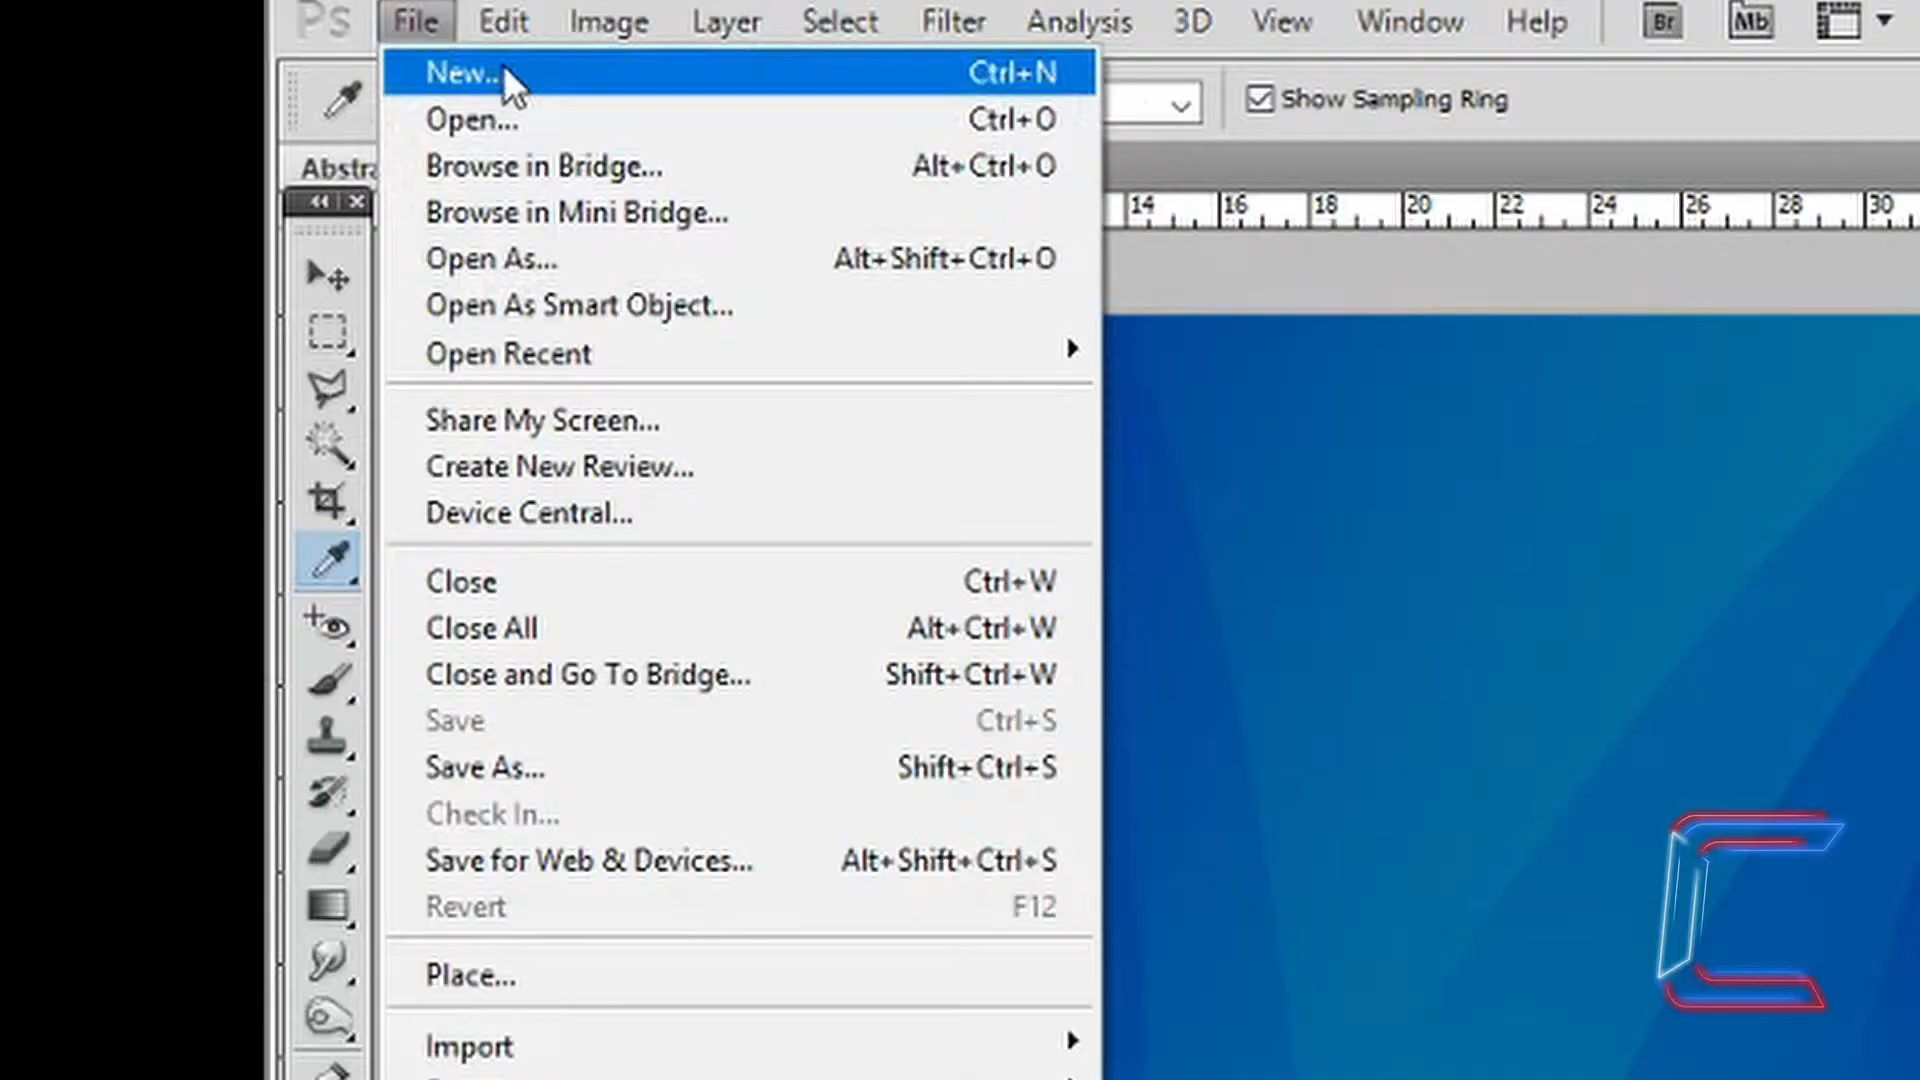 Ps File Edit Image Layer Select Filter Analysis 3D View Window Help Br Mb
Show Sampling Ring
Abstra
14 16 18 20 22 24 26 28 30
New... Ctrl+N
Open... Ctrl+O
Browse in Bridge... Alt+Ctrl+O
Browse in Mini Bridge...
Open As... Alt+Shift+Ctrl+O
Open As Smart Object...
Open Recent
Share My Screen...
Create New Review...
Device Central...
Close Ctrl+W
Close All Alt+Ctrl+W
Close and Go To Bridge... Shift+Ctrl+W
Save Ctrl+S
Save As... Shift+Ctrl+S
Check In...
Save for Web & Devices... Alt+Shift+Ctrl+S
Revert F12
Place...
Import
C